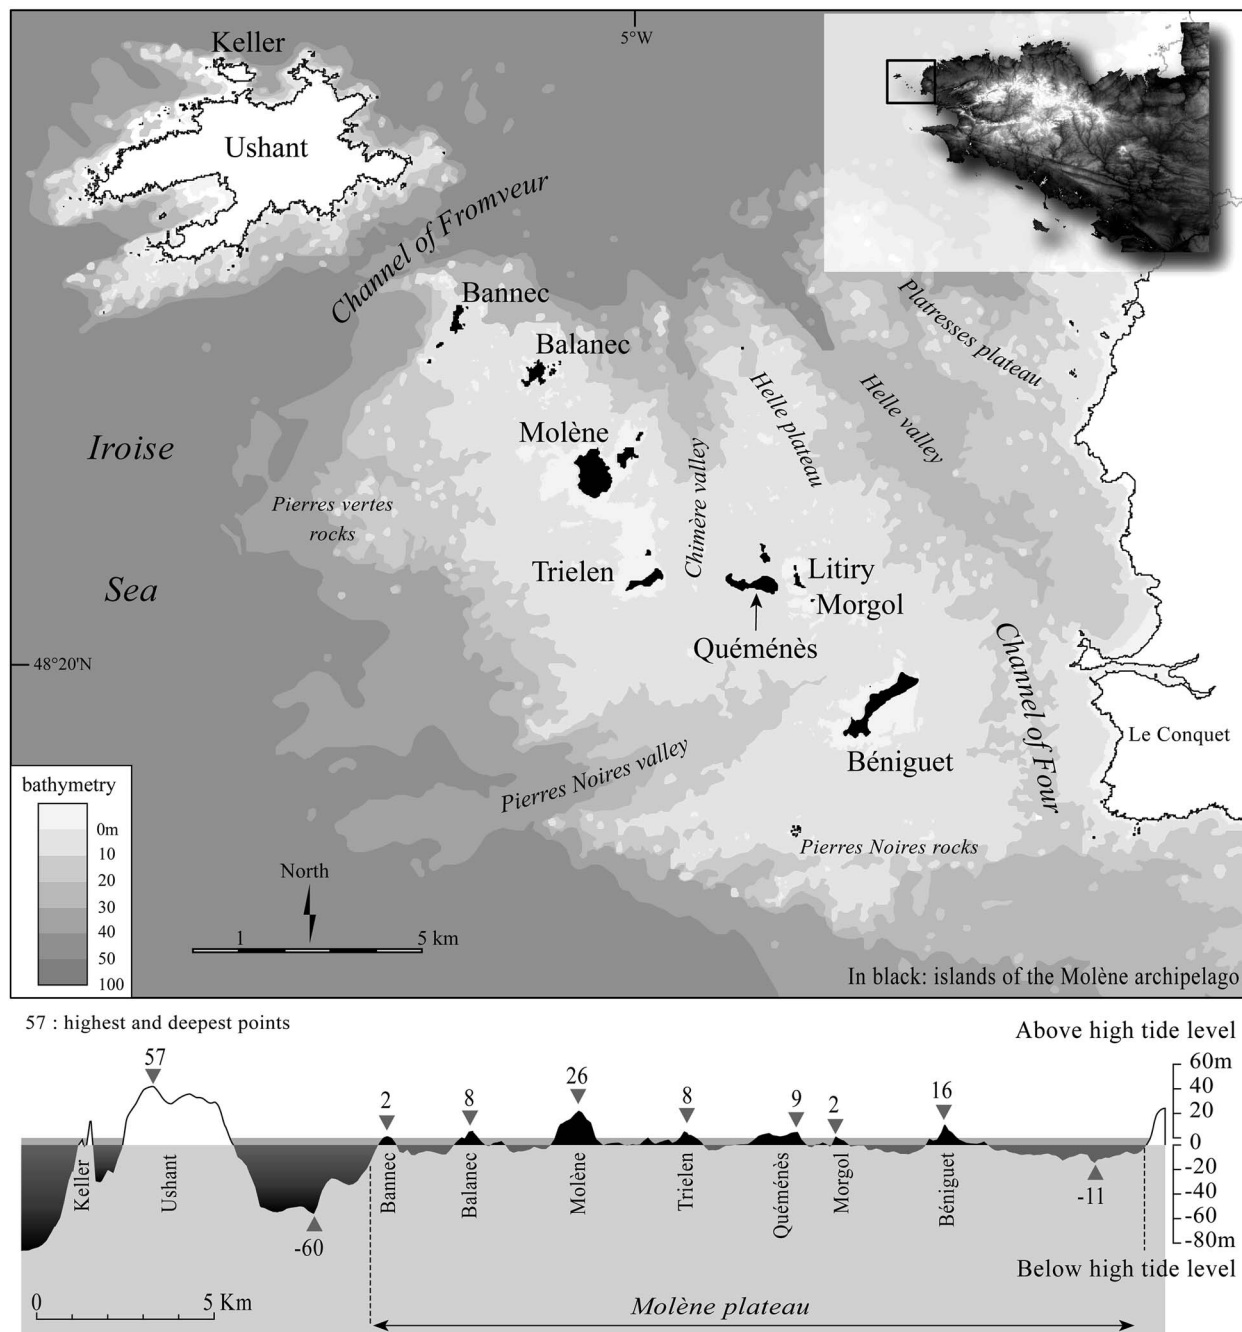 5°W
Keller
Ushant
Channel of Fromveur
Bannec
Balanec
Platresses plateau
Helle plateau
Helle valley
Molène
Iroise
Chimère valley
Pierres vertes
rocks
Trielen
Litiry
Morgol
Sea
Quéménès
Channel of Four
48°20'N
Le Conquet
Béniguet
Pierres Noires valley
bathymetry
0m
10
20
30
40
50
100
Pierres Noires rocks
North
1
5 km
In black: islands of the Molène archipelago
57 : highest and deepest points
Above high tide level
57
2
8
26
8
9
2
16
60m
40
20
0
-20
-40
-60
-80m
Keller
Ushant
Bannec
Balanec
Molène
Trielen
Quéménès
Morgol
Béniguet
-11
-60
Below high tide level
0
5 Km
Molène plateau